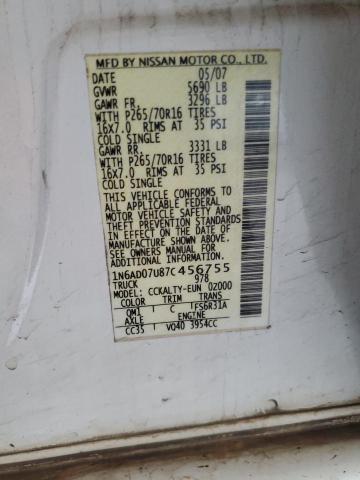 MFD BY NISSAN MOTOR CO., LTD.
DATE 05/07
GVWR 5690 LB
GAWR FR. 3296 LB
WITH P265/70R16 TIRES
16X7.0 RIMS AT 35 PSI
COLD SINGLE
GAWR RR. 3331 LB
WITH P265/70R16 TIRES
16X7.0 RIMS AT 35 PSI
COLD SINGLE
THIS VEHICLE CONFORMS TO
ALL APPLICABLE FEDERAL
MOTOR VEHICLE SAFETY
STANDARDS IN EFFECT ON
THE DATE OF MANUFACTURE
SHOWN ABOVE.
SEE OWNERS MANUAL
FOR ADDITIONAL
INFORMATION
1N6AD07U87C456755
TRUCK 978
MODEL: CCKALTY-EUN 02000
COLOR TRIM TRANS
QM1 C FS6R31A
AXLE ENGINE
CC35 VQ40 3954CC